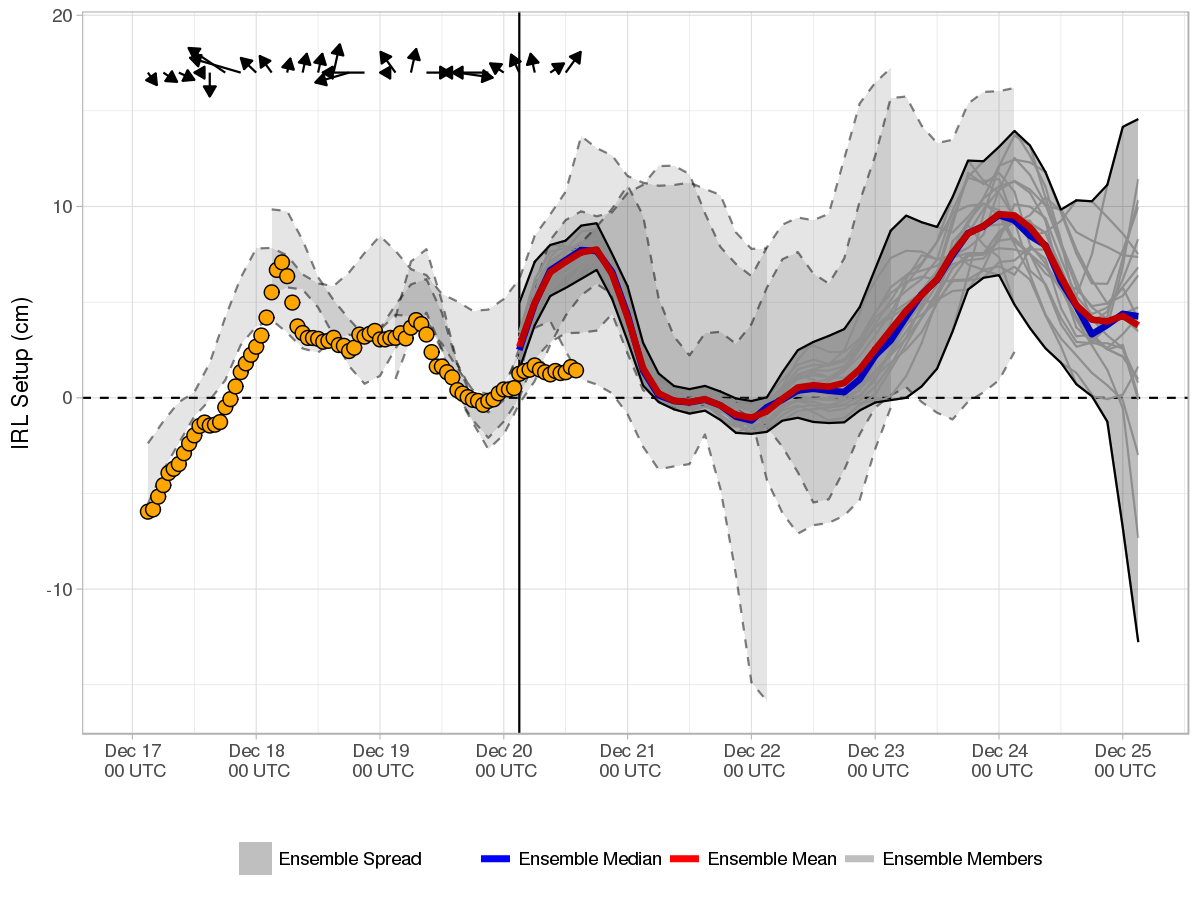 IRL Setup (cm)
20
10
0
-10
Dec 17 Dec 18 Dec 19 Dec 20 Dec 21 Dec 22 Dec 23 Dec 24 Dec 25
00 UTC 00 UTC 00 UTC 00 UTC 00 UTC 00 UTC 00 UTC 00 UTC 00 UTC
Ensemble Spread Ensemble Median Ensemble Mean Ensemble Members